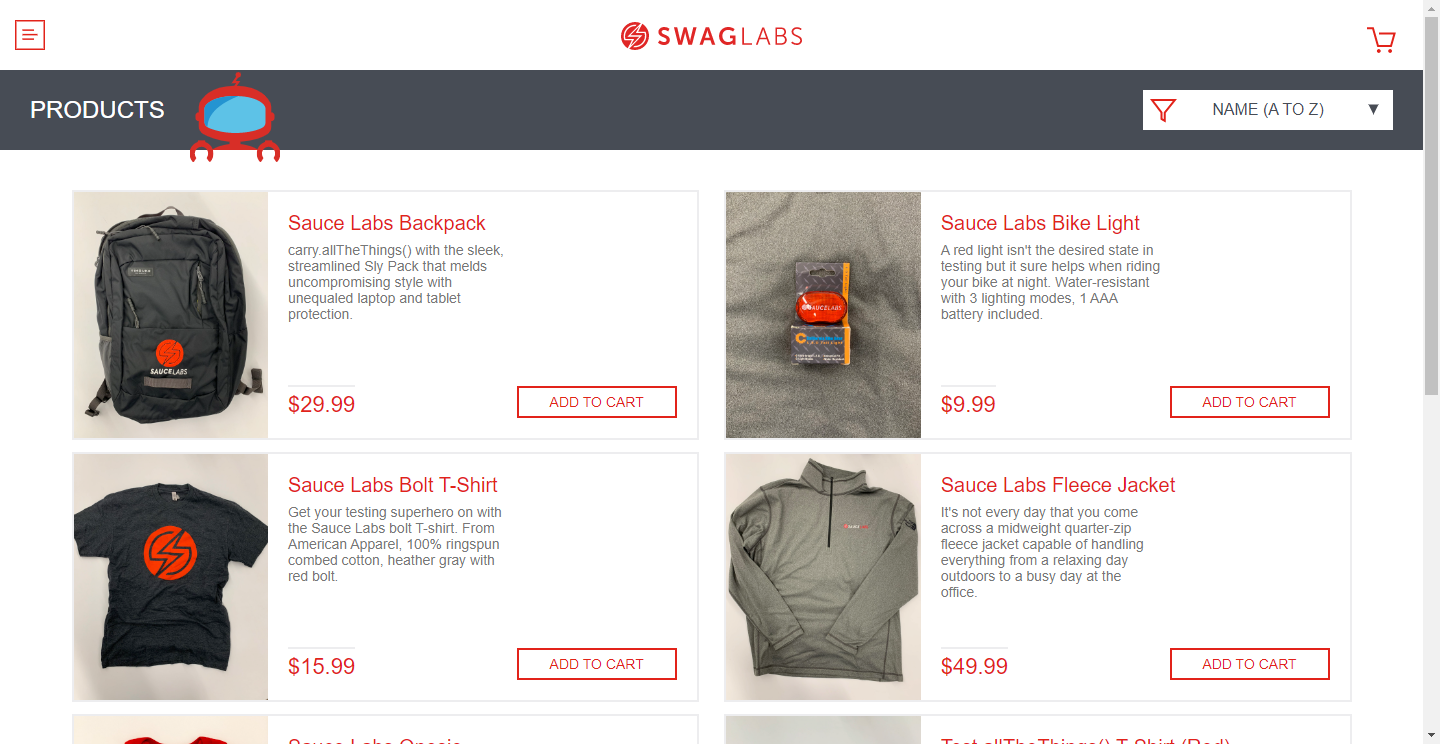 SWAGLABS
PRODUCTS
NAME (A TO Z)
Sauce Labs Backpack
carry.allTheThings() with the sleek,
streamlined Sly Pack that melds
uncompromising style with
unequaled laptop and tablet
protection.
$29.99
ADD TO CART
SAUCELABS
Sauce Labs Bike Light
A red light isn't the desired state in
testing but it sure helps when riding
your bike at night. Water-resistant
with 3 lighting modes, 1 AAA
battery included.
$9.99
ADD TO CART
SAUCELABS
Sauce Labs Bolt T-Shirt
Get your testing superhero on with
the Sauce Labs bolt T-shirt. From
American Apparel, 100% ringspun
combed cotton, heather gray with
red bolt.
$15.99
ADD TO CART
Sauce Labs Fleece Jacket
It's not every day that you come
across a midweight quarter-zip
fleece jacket capable of handling
everything from a relaxing day
outdoors to a busy day at the
office.
$49.99
ADD TO CART
Sauce Labs Onesie
Test.allTheThings() T-Shirt (Red)